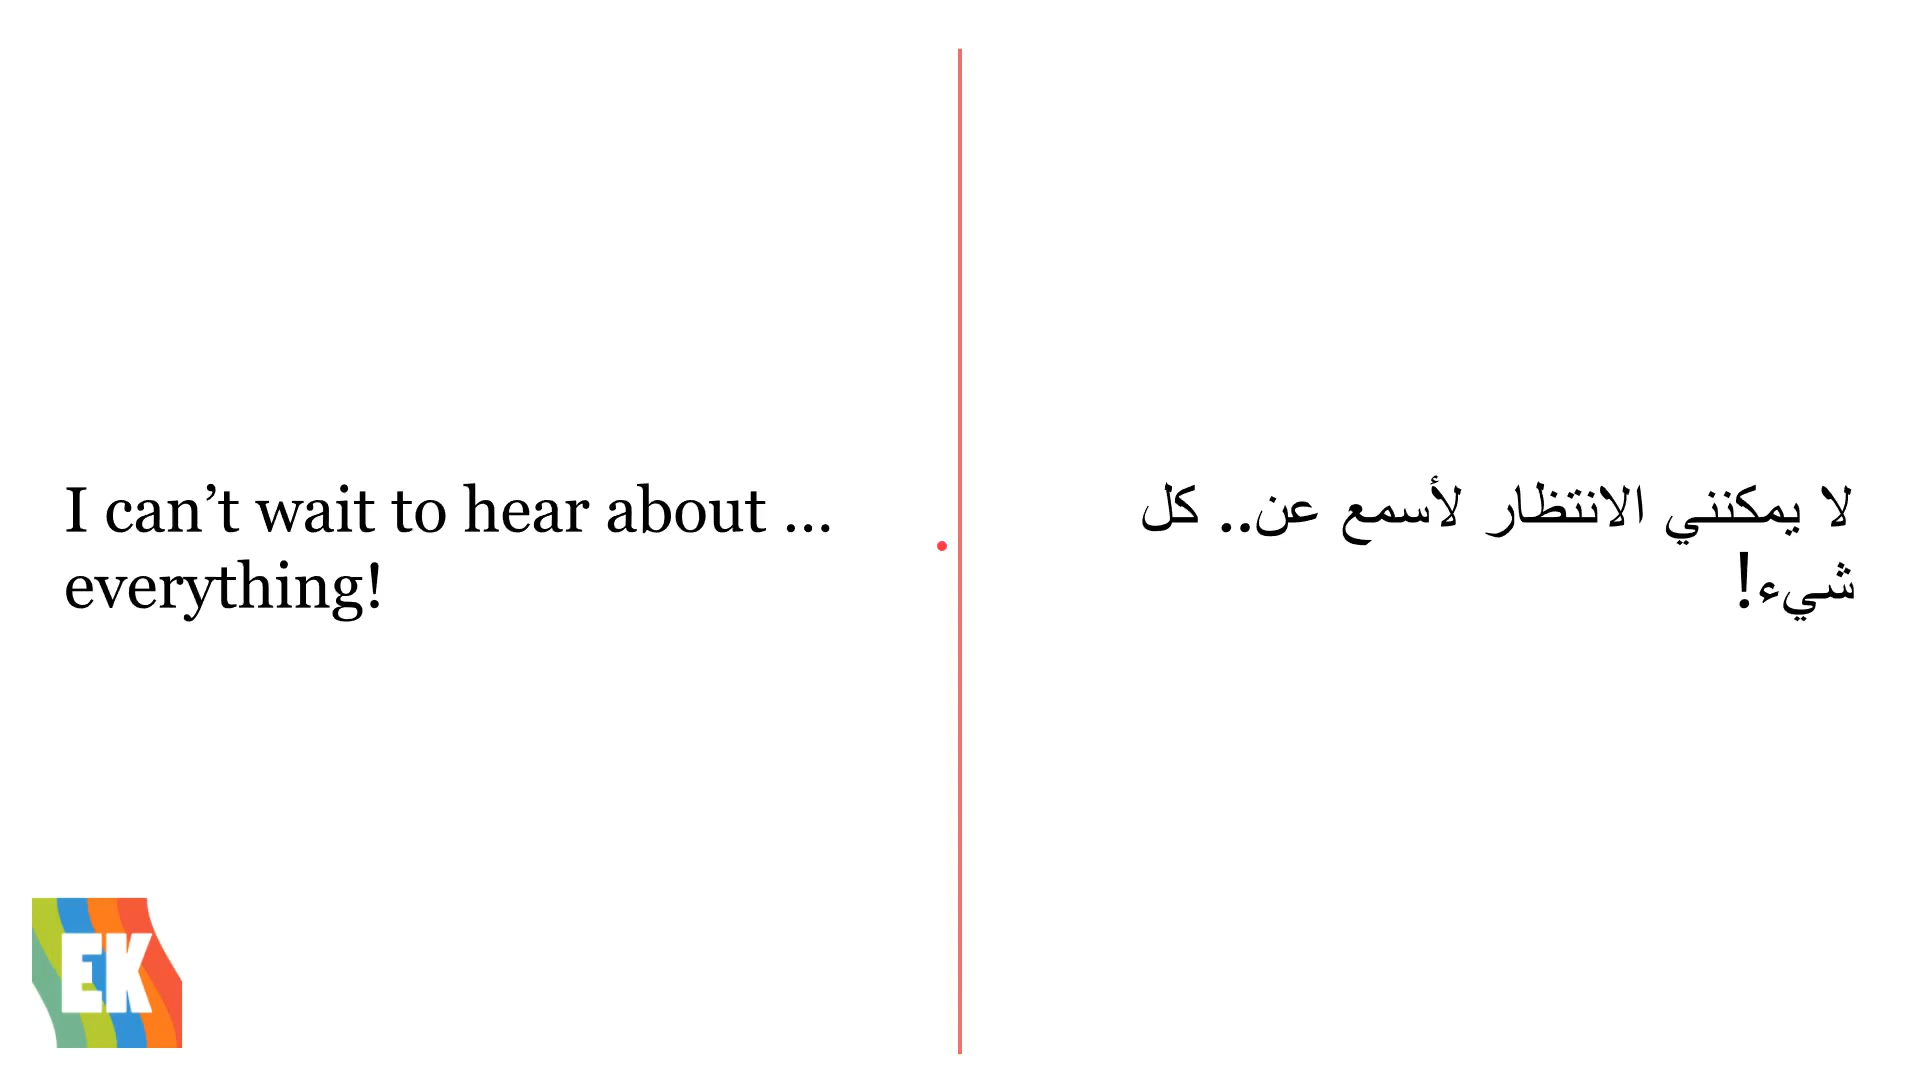 I can’t wait to hear about ...
everything!
لا يمكنني الانتظار لأسمع عن.. كل
شيء!
EK